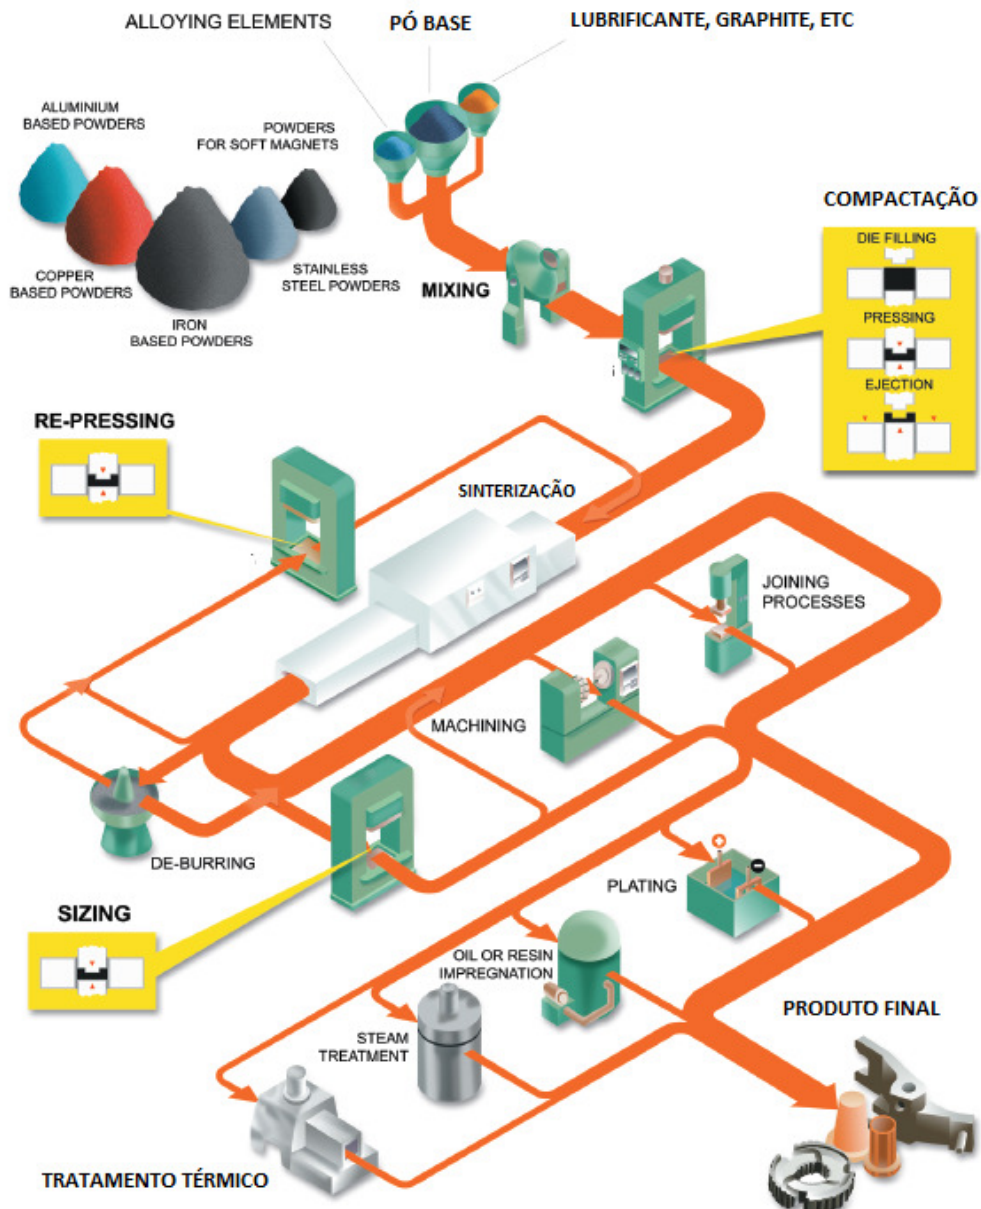 ALLOYING ELEMENTS
PÓ BASE
LUBRIFICANTE, GRAPHITE, ETC
ALUMINIUM
BASED POWDERS
POWDERS
FOR SOFT MAGNETS
COPPER
BASED POWDERS
STAINLESS
STEEL POWDERS
IRON
BASED POWDERS
MIXING
COMPACTAÇÃO
DIE FILLING
PRESSING
EJECTION
RE-PRESSING
SINTERIZAÇÃO
JOINING
PROCESSES
MACHINING
DE-BURRING
SIZING
PLATING
OIL OR RESIN
IMPREGNATION
STEAM
TREATMENT
PRODUTO FINAL
TRATAMENTO TÉRMICO